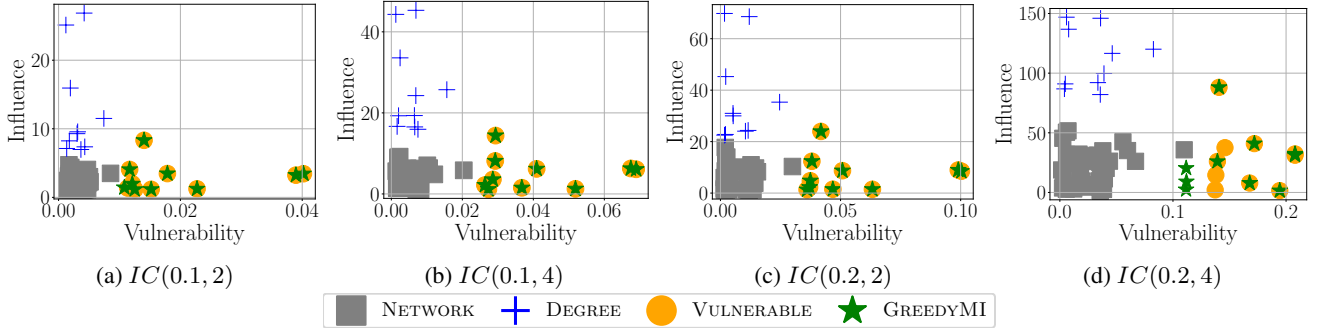 20
10
0
Influence
0.00
0.02
0.04
Vulnerability
(a) IC(0.1, 2)
40
20
0
Influence
0.00
0.02
0.04
0.06
Vulnerability
(b) IC(0.1, 4)
60
40
20
0
Influence
0.00
0.05
0.10
Vulnerability
(c) IC(0.2, 2)
150
100
50
0
Influence
0.0
0.1
0.2
Vulnerability
(d) IC(0.2, 4)
NETWORK
DEGREE
VULNERABLE
GREEDYMI